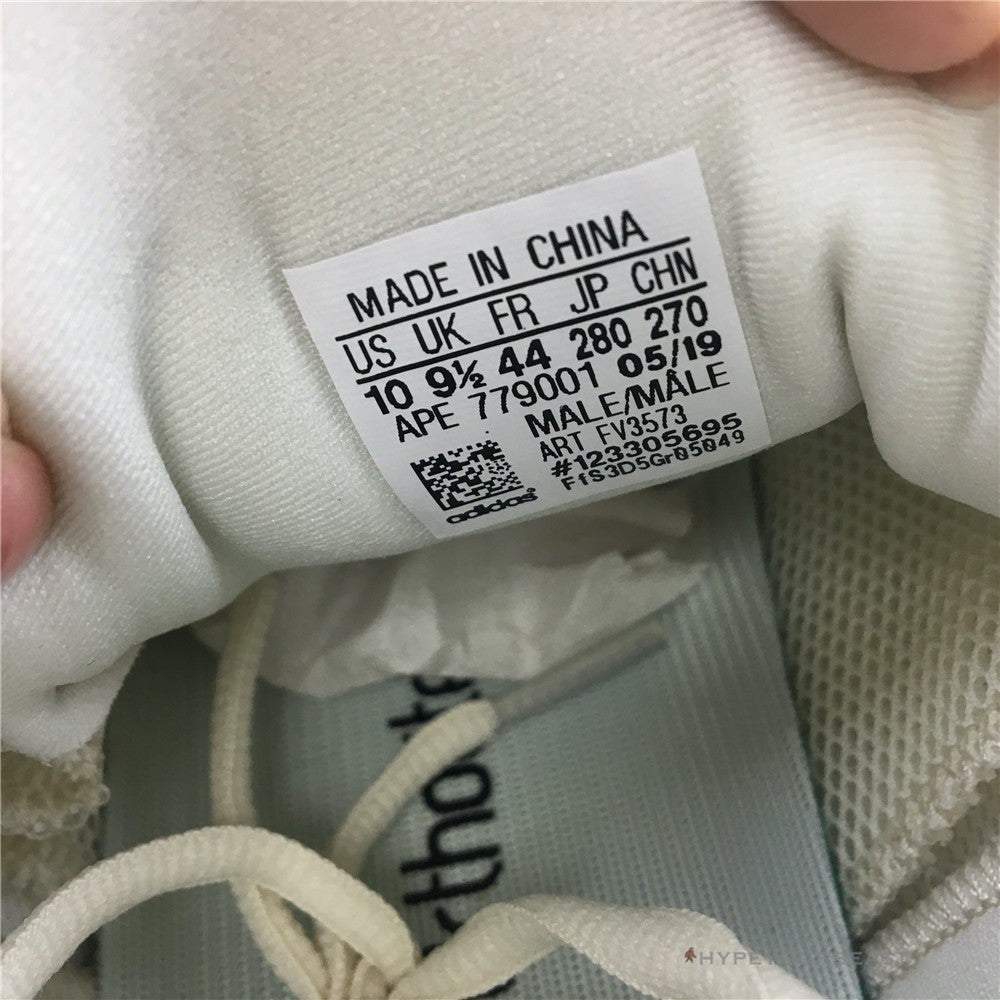 MADE IN CHINA
US UK FR JP CHN
10 9½ 44 280 270
APE 779001 05/19
MALE/MÂLE
ART FV3573
#123305695
FfS3D5Gr05049
adidas